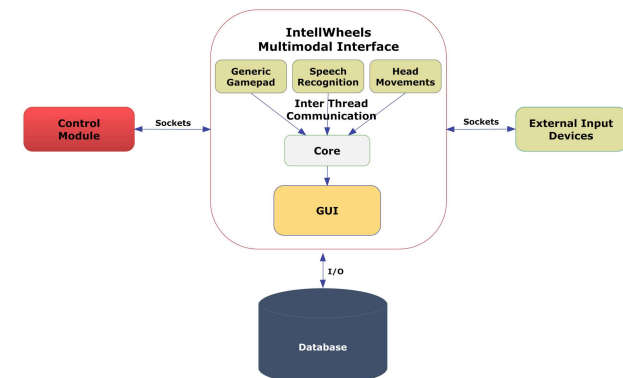 IntellWheels
Multimodal Interface
Generic
Gamepad
Speech
Recognition
Head
Movements
Inter Thread
Communication
Control
Module
Sockets
Core
Sockets
External Input
Devices
GUI
I/O
Database